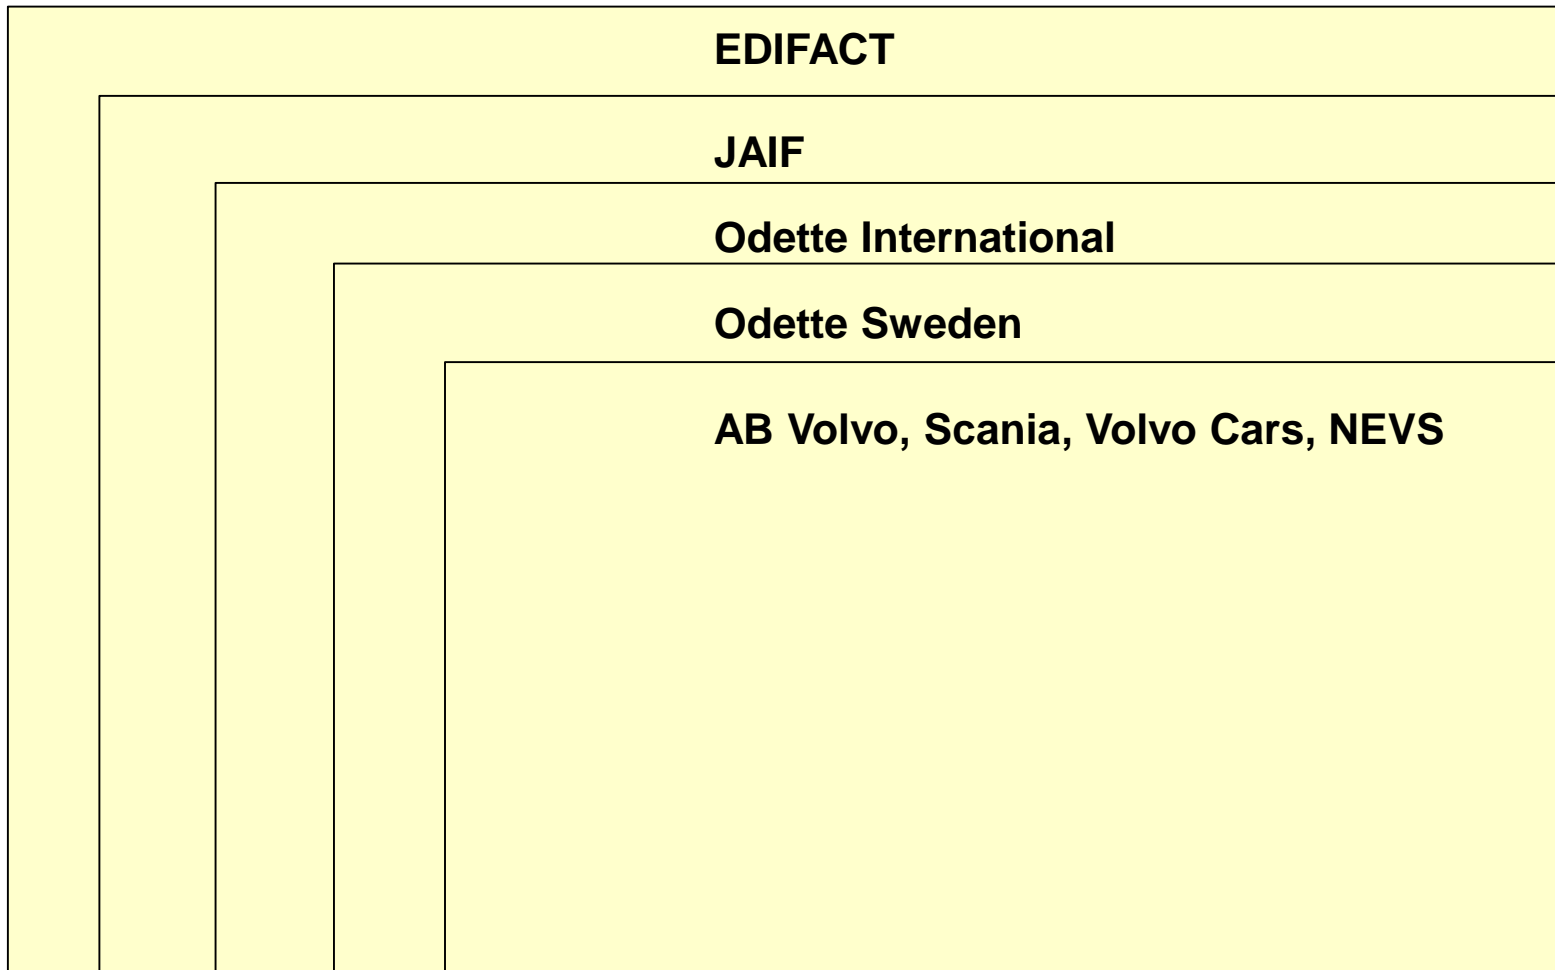 EDIFACT
JAIF
Odette International
Odette Sweden
AB Volvo, Scania, Volvo Cars, NEVS